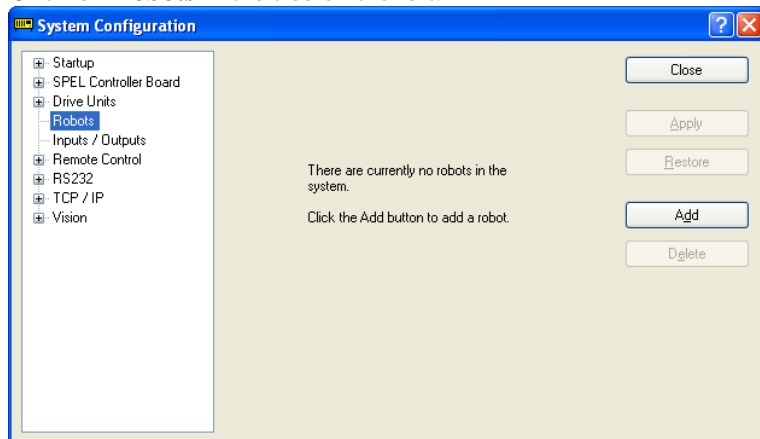 System Configuration
Startup
SPEL Controller Board
Drive Units
Robots
Inputs / Outputs
Remote Control
RS232
TCP / IP
Vision
There are currently no robots in the
system.
Click the Add button to add a robot.
Close
Apply
Restore
Add
Delete